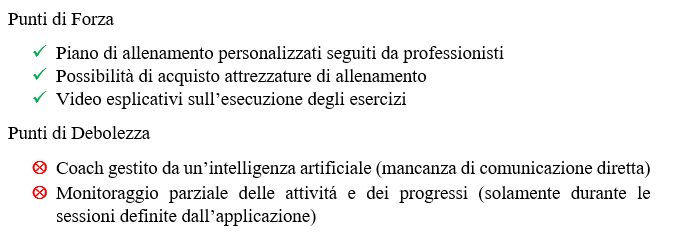 Punti di Forza
Piano di allenamento personalizzati seguiti da professionisti
Possibilità di acquisto attrezzature di allenamento
Video esplicativi sull'esecuzione degli esercizi
Punti di Debolezza
Coach gestito da un'intelligenza artificiale (mancanza di comunicazione diretta)
Monitoraggio parziale delle attivitá e dei progressi (solamente durante le
sessioni definite dall'applicazione)